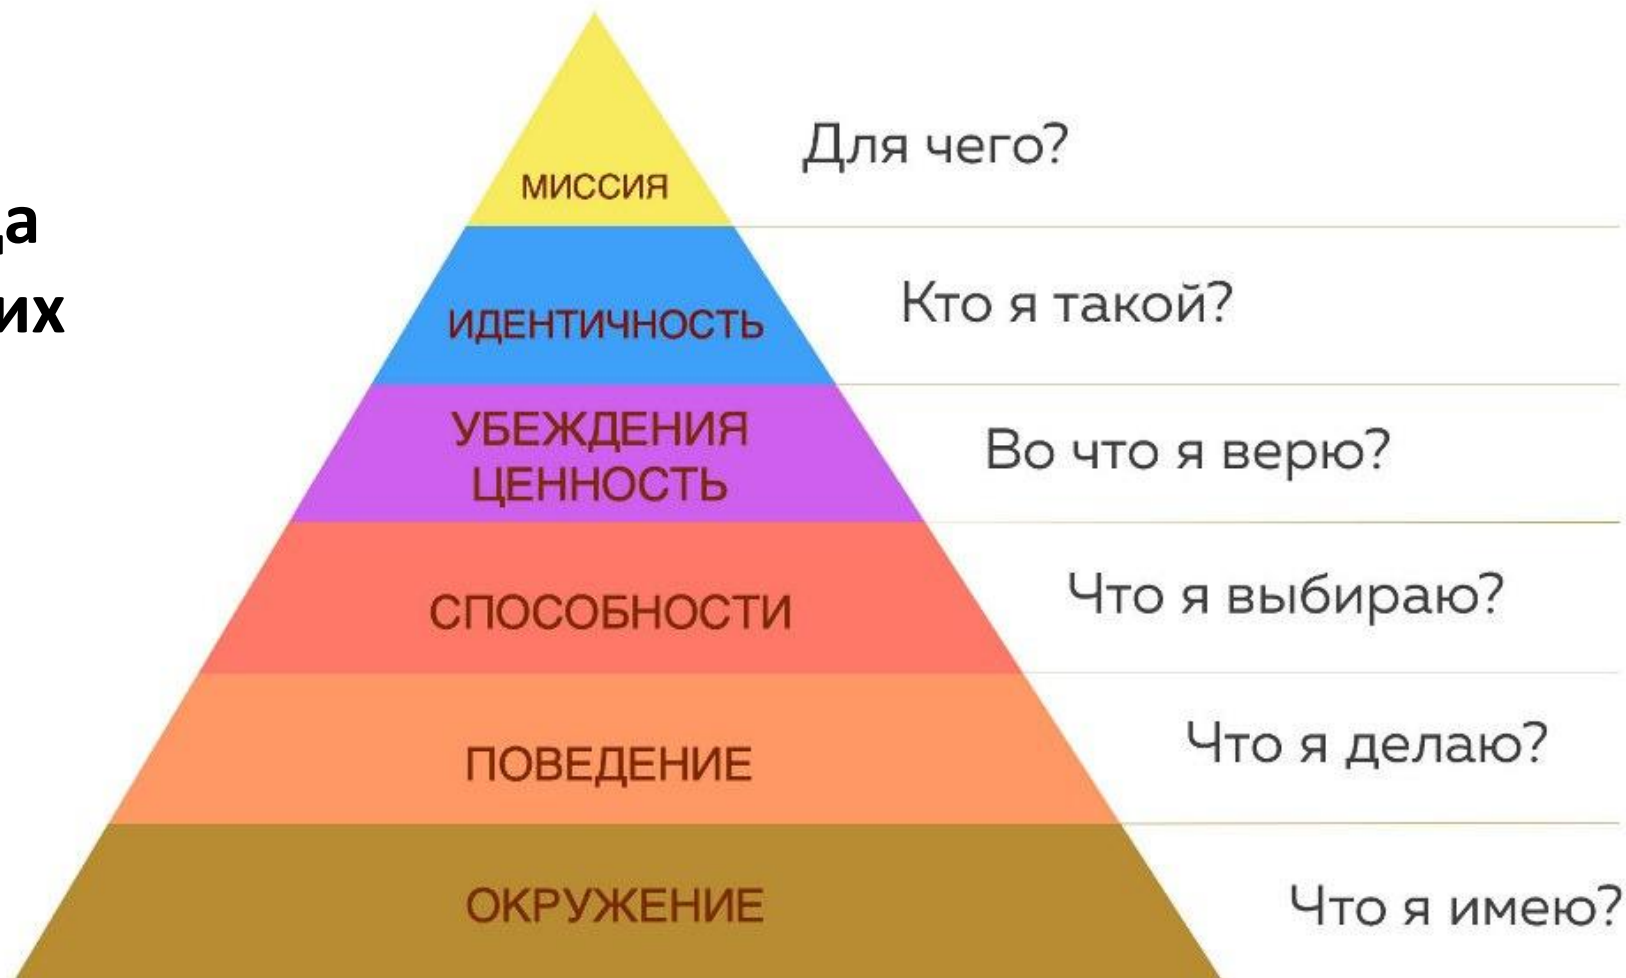 Для чего?
МИССИЯ
их
Кто я такой?
ИДЕНТИЧНОСТЬ
УБЕЖДЕНИЯ
ЦЕННОСТЬ
Во что я верю?
СПОСОБНОСТИ
Что я выбираю?
ПОВЕДЕНИЕ
Что я делаю?
ОКРУЖЕНИЕ
Что я имею?